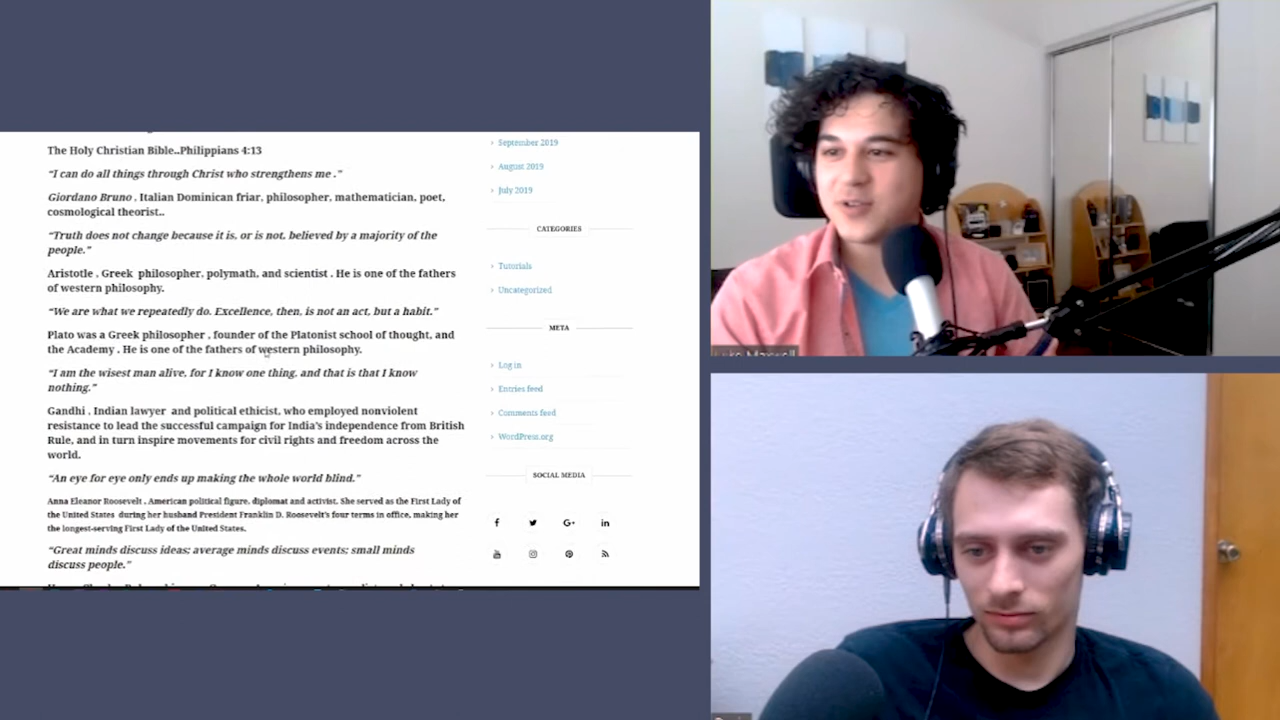 The Holy Christian Bible..Philippians 4:13
“I can do all things through Christ who strengthens me .”
Giordano Bruno , Italian Dominican friar, philosopher, mathematician, poet,
cosmological theorist..
“Truth does not change because it is, or is not, believed by a majority of the
people.”
Aristotle . Greek philosopher, polymath, and scientist . He is one of the fathers
of western philosophy.
“We are what we repeatedly do. Excellence, then, is not an act, but a habit.”
Plato was a Greek philosopher , founder of the Platonist school of thought, and
the Academy . He is one of the fathers of western philosophy.
“I am the wisest man alive, for I know one thing, and that is that I know
nothing.”
Gandhi . Indian lawyer and political ethicist, who employed nonviolent
resistance to lead the successful campaign for India’s independence from British
Rule, and in turn inspire movements for civil rights and freedom across the
world.
“An eye for eye only ends up making the whole world blind.”
Anna Eleanor Roosevelt . American political figure, diplomat and activist. She served as the First Lady of
the United States during her husband President Franklin D. Roosevelt’s four terms in office, making her
the longest-serving First Lady of the United States.
“Great minds discuss ideas; average minds discuss events; small minds
discuss people.”
September 2019
August 2019
July 2019
CATEGORIES
Tutorials
Uncategorized
META
Log in
Entries feed
Comments feed
WordPress.org
SOCIAL MEDIA